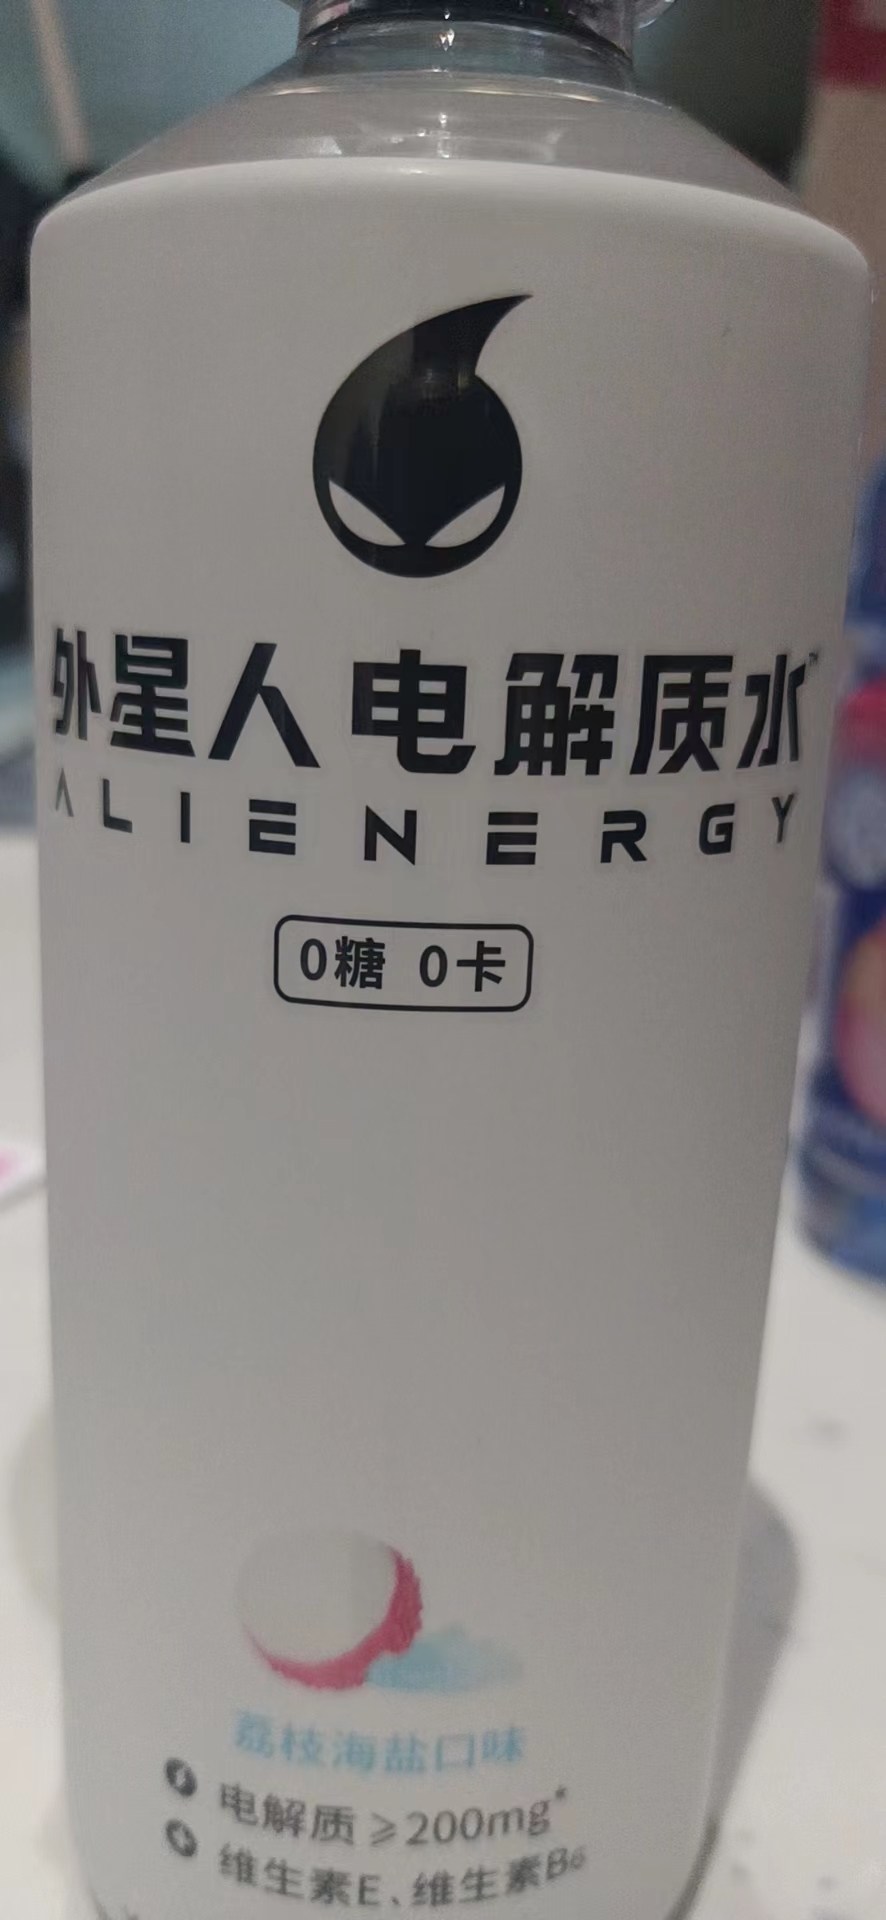 外星人电解质水™
ALIENERGY
0糖 0卡
荔枝海盐口味
电解质≥200mg*
维生素E、维生素B6